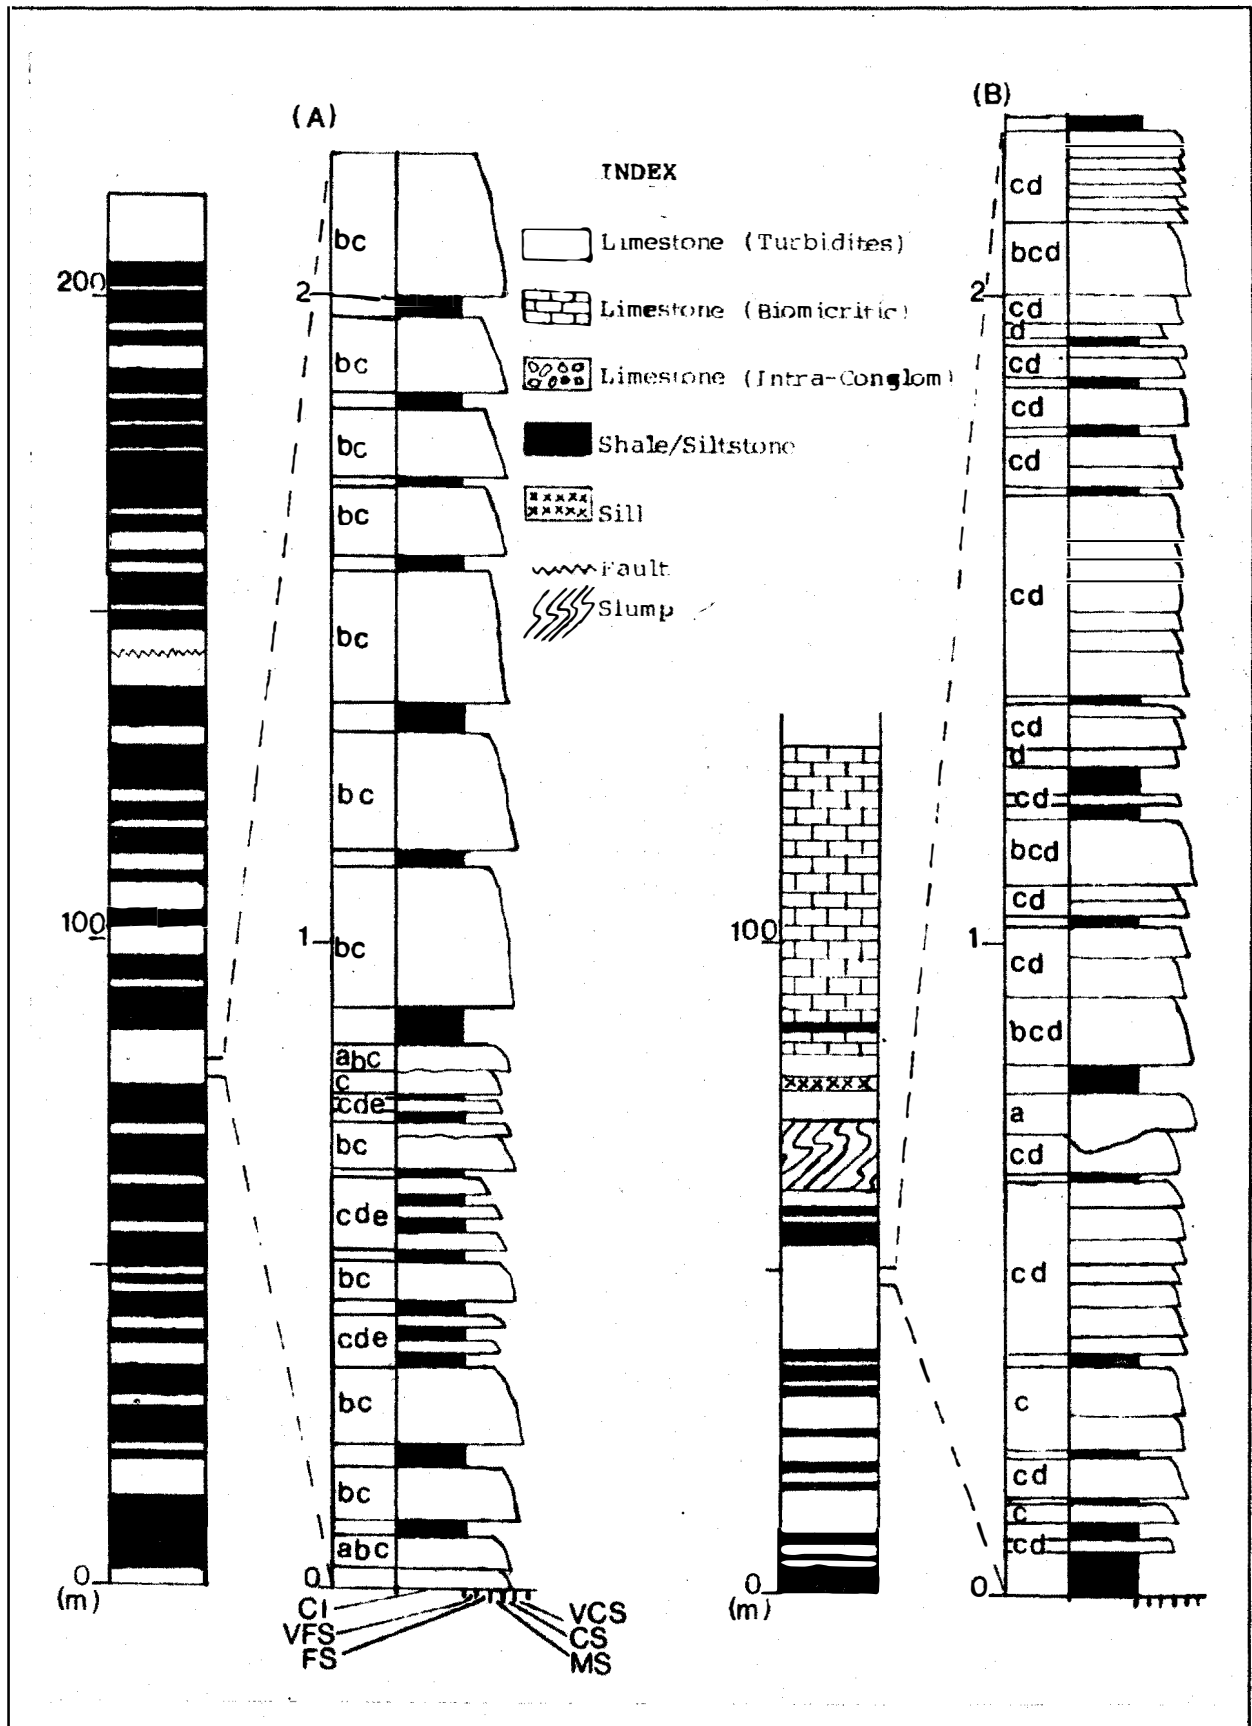 (A)
(B)
INDEX
Limestone (Turbidites)
Limestone (Biomicritic)
Limestone (Intra-Conglom)
Shale/Siltstone
Sill
Fault
Slump
200
100
0
(m)
2
1
0
bc
bc
bc
bc
bc
bc
bc
abc
c
cde
bc
cde
bc
cde
bc
bc
abc
CI
VFS
FS
VCS
CS
MS
100
0
(m)
2
1
0
cd
bcd
cd
d
cd
cd
cd
cd
cd
d
cd
bcd
cd
cd
bcd
a
cd
cd
c
cd
c
cd